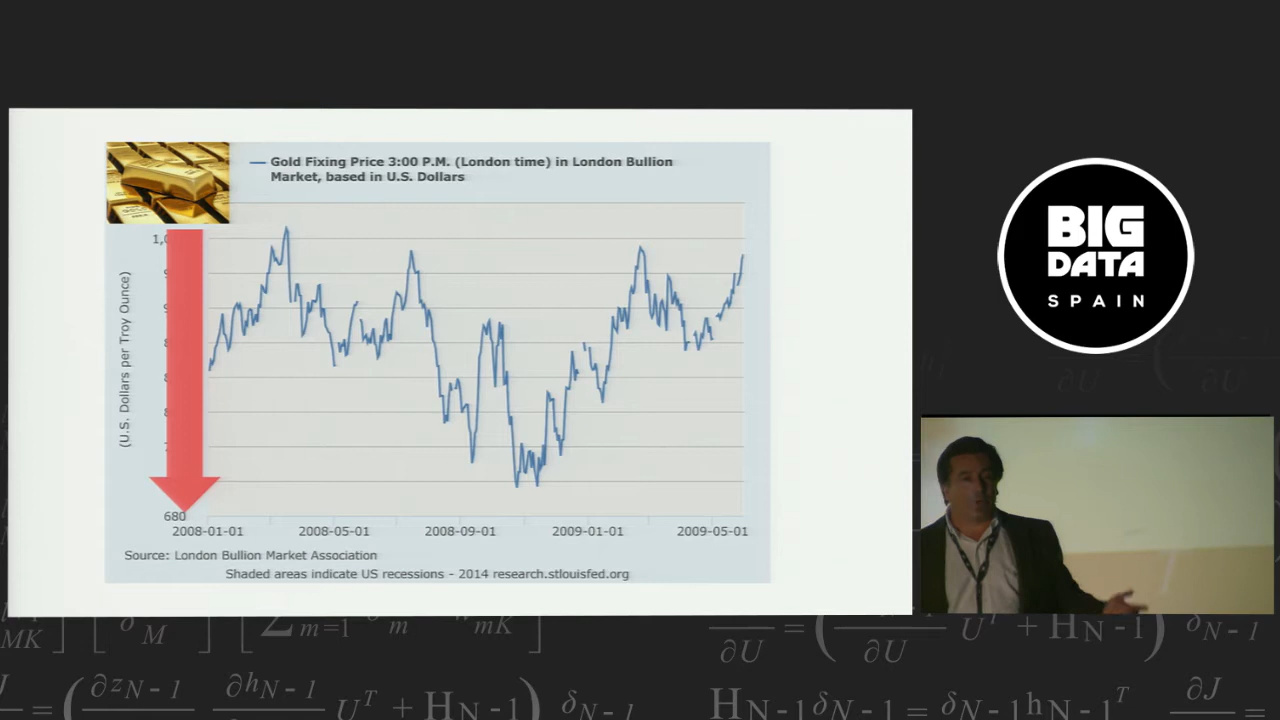 Gold Fixing Price 3:00 P.M. (London time) in London Bullion
Market, based in U.S. Dollars
(U.S. Dollars per Troy Ounce)
680
2008-01-01 2008-05-01 2008-09-01 2009-01-01 2009-05-01
Source: London Bullion Market Association
Shaded areas indicate US recessions - 2014 research.stlouisfed.org
BIG
DATA
SPAIN